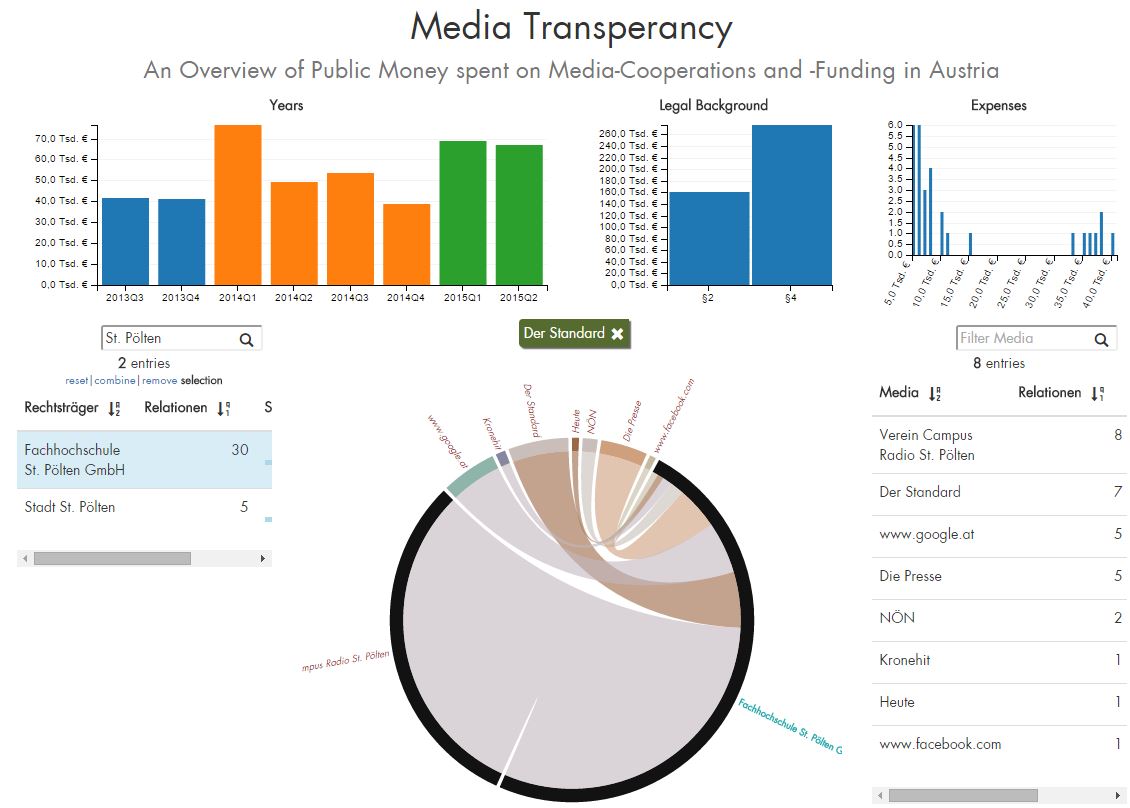 Media Transperancy
An Overview of Public Money spent on Media-Cooperations and -Funding in Austria
Years
70,0 Tsd. €
60,0 Tsd. €
50,0 Tsd. €
40,0 Tsd. €
30,0 Tsd. €
20,0 Tsd. €
10,0 Tsd. €
0,0 Tsd. €
2013Q3 2013Q4 2014Q1 2014Q2 2014Q3 2014Q4 2015Q1 2015Q2
Legal Background
260,0 Tsd. €
240,0 Tsd. €
220,0 Tsd. €
200,0 Tsd. €
180,0 Tsd. €
160,0 Tsd. €
140,0 Tsd. €
120,0 Tsd. €
100,0 Tsd. €
80,0 Tsd. €
60,0 Tsd. €
40,0 Tsd. €
20,0 Tsd. €
0,0 Tsd. €
§2 §4
Expenses
6.0
5.5
5.0
4.5
4.0
3.5
3.0
2.5
2.0
1.5
1.0
0.5
0.0
5,0 Tsd. €
10,0 Tsd. €
15,0 Tsd. €
20,0 Tsd. €
25,0 Tsd. €
30,0 Tsd. €
35,0 Tsd. €
40,0 Tsd. €
St. Pölten
2 entries
reset|combine|remove selection
Rechtsträger Relationen S
Fachhochschule 30
St. Pölten GmbH
Stadt St. Pölten 5
Der Standard ✖
www.google.at
Kronehit
Der Standard
Heute
NÖN
Die Presse
www.facebook.com
mpus Radio St. Pölten
Fachhochschule St. Pölten G
Filter Media
8 entries
Media Relationen
Verein Campus 8
Radio St. Pölten
Der Standard 7
www.google.at 5
Die Presse 5
NÖN 2
Kronehit 1
Heute 1
www.facebook.com 1